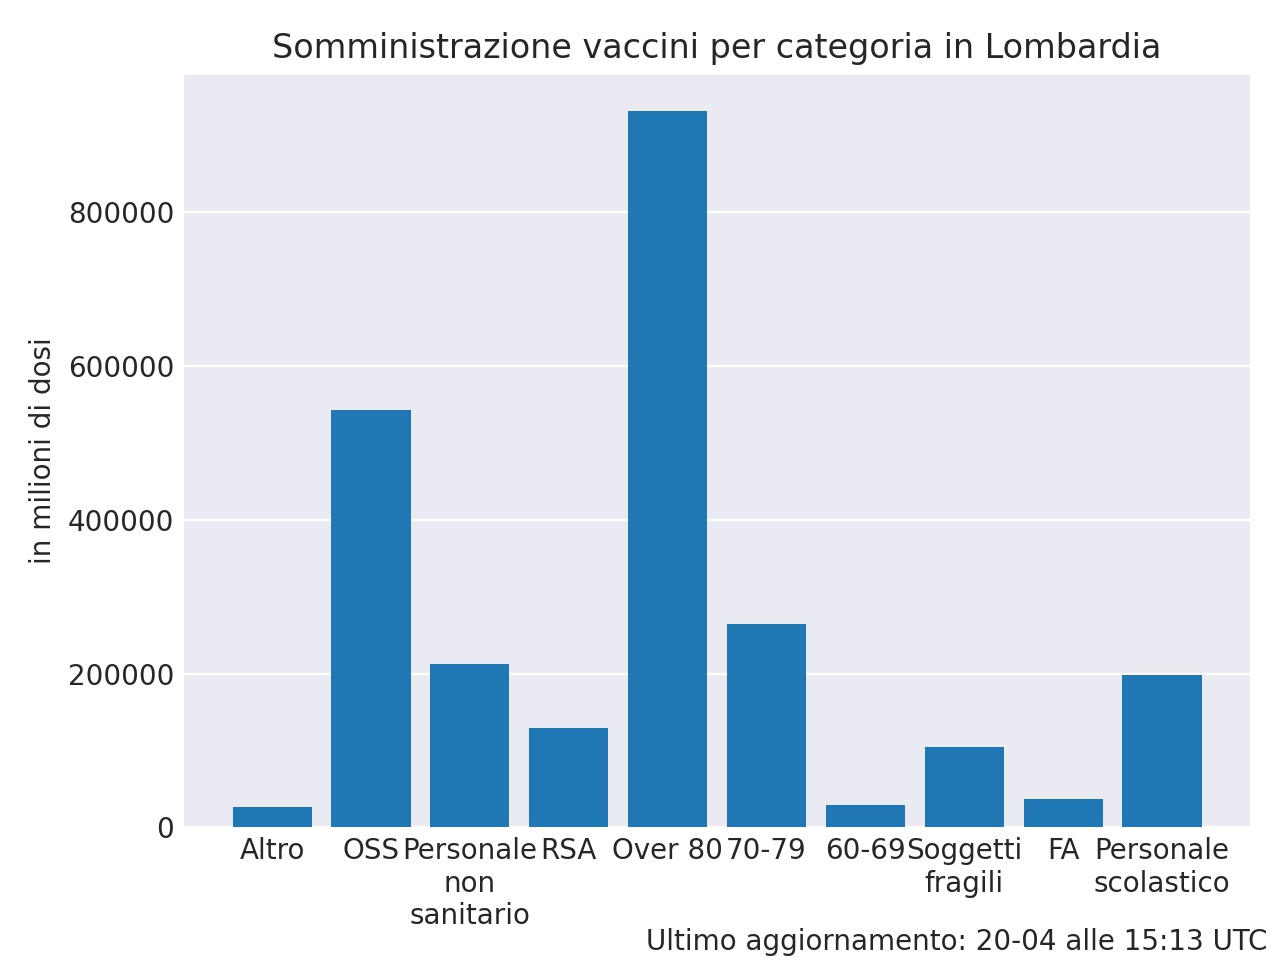 Somministrazione vaccini per categoria in Lombardia
in milioni di dosi
800000
600000
400000
200000
0
Altro
OSS
Personale
non
sanitario
RSA
Over 80
70-79
60-69
Soggetti
fragili
FA
Personale
scolastico
Ultimo aggiornamento: 20-04 alle 15:13 UTC